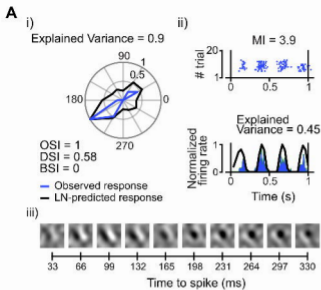 A
i)
Explained Variance = 0.9
90
1
0.5
180
0
270
OSI = 1
DSI = 0.58
BSI = 0
Observed response
LN-predicted response
ii)
MI = 3.9
20
1
# trial
0
0.5
1
Explained
Variance = 0.45
Normalized
firing rate
1
0
0
0.5
1
Time (s)
iii)
33 66 99 132 165 198 231 264 297 330
Time to spike (ms)